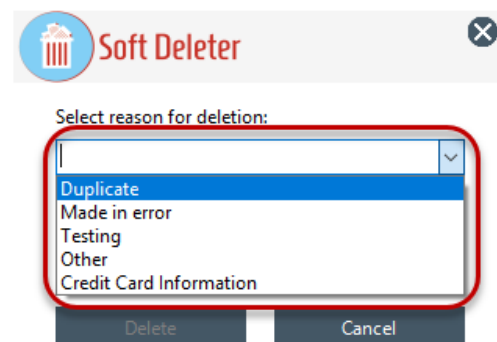 Soft Deleter
Select reason for deletion:
Duplicate
Made in error
Testing
Other
Credit Card Information
Delete
Cancel